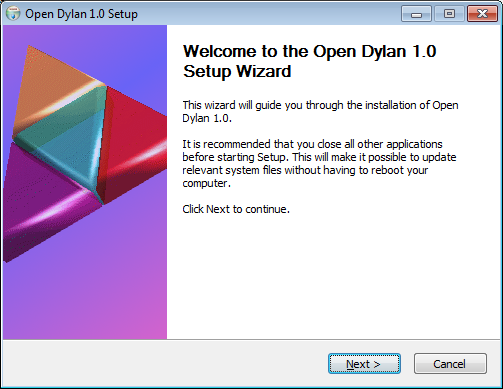 Open Dylan 1.0 Setup
Welcome to the Open Dylan 1.0
Setup Wizard
This wizard will guide you through the installation of Open
Dylan 1.0.
It is recommended that you close all other applications
before starting Setup. This will make it possible to update
relevant system files without having to reboot your
computer.
Click Next to continue.
Next >
Cancel